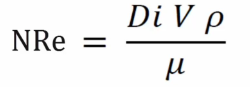 NRe = Di V ρ / μ